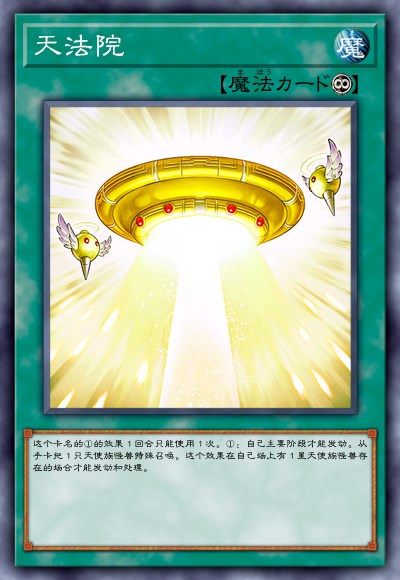 天法院
魔
【魔法カード】
まほう
这个卡名的①的效果1回合只能使用1次。①：自己主要阶段才能发动。从
手卡把1只天使族怪兽特殊召唤。这个效果在自己场上有1星天使族怪兽存
在的场合才能发动和处理。